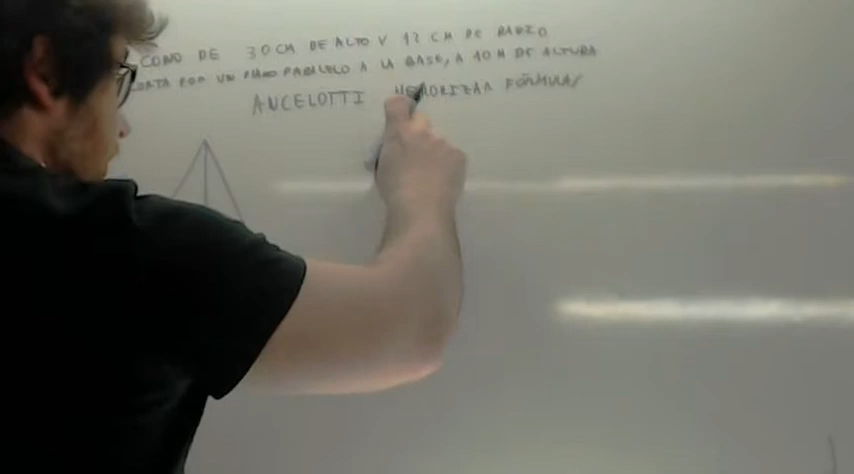 CONO DE 30 CM DE ALTO Y 12 CM DE RADIO
CORTA POR UN PLANO PARALELO A LA BASE, A 10 M DE ALTURA
ANCELOTTI MEMORIZAR FÓRMULAS